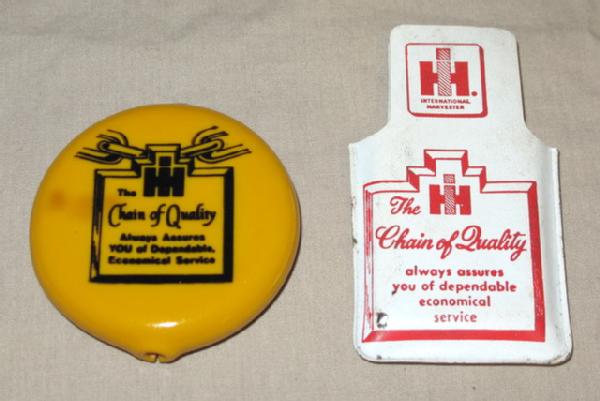 IH
The
Chain of Quality
Always Assures
YOU of Dependable,
Economical Service
IH®
INTERNATIONAL
HARVESTER
The IH
Chain of Quality
always assures
you of dependable
economical
service